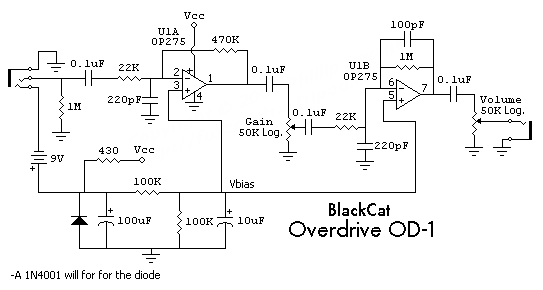 Vcc
U1A
OP275
470K
0.1uF
22K
2
3
1
4
220pF
1M
0.1uF
Gain
50K Log.
0.1uF
22K
100pF
1M
U1B
OP275
6
5
7
220pF
0.1uF
Volume
50K Log.
9V
+
430
Vcc
100K
Vbias
+
100uF
100K
+
10uF
BlackCat
Overdrive OD-1
-A 1N4001 will for for the diode